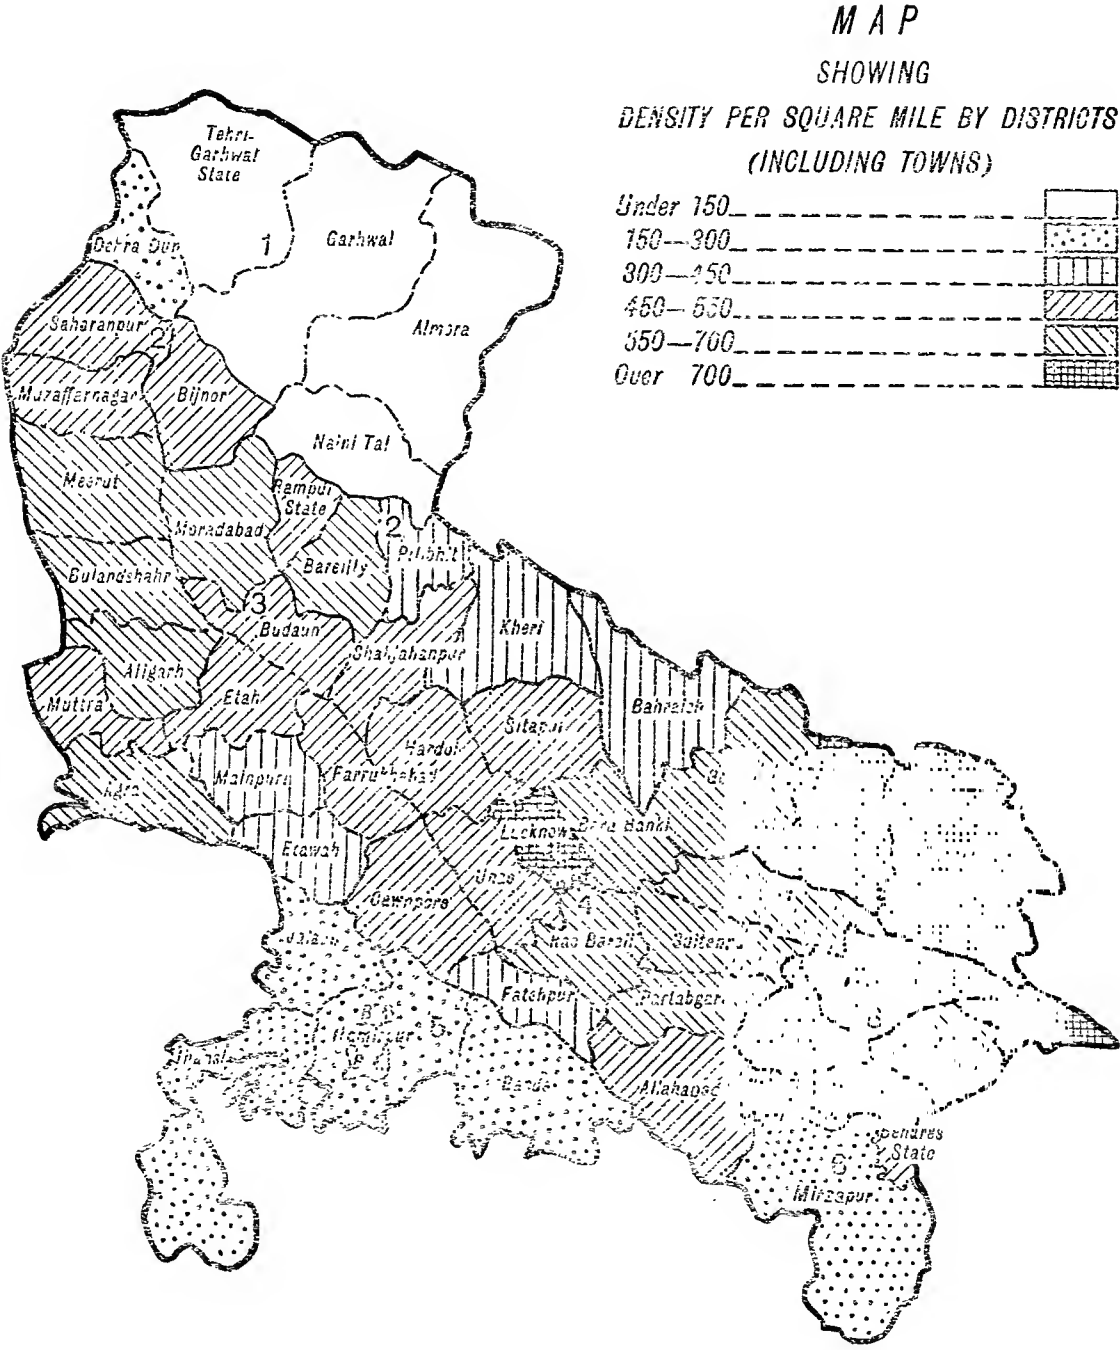 MAP
SHOWING
DENSITY PER SQUARE MILE BY DISTRICTS
(INCLUDING TOWNS)
Under 150
150—300
300—450
450—550
550—700
Over 700
Tehri-
Garhwal
State
1
Garhwal
Dehra Dun
Almora
Saharanpur
2
Muzaffarnagar
Bijnor
Naini Tal
Meerut
Rampur
State
Moradabad
2
Pilibhit
Bareilly
Bulandshahr
3
Budaun
Kheri
Shahjahanpur
Aligarh
Etah
Muttra
Bahraich
Sitapur
Hardoi
Mainpuri
Farrukhabad
Agra
Lucknow
Bara Banki
Etawah
Unao
Cawnpore
4
Jalaun
Rae Bareli
Sultanp
Fatehpur
Partabgar
Hamirpur
5
Jhansi
Banda
Allahabad
Benares
State
6
Mirzapur